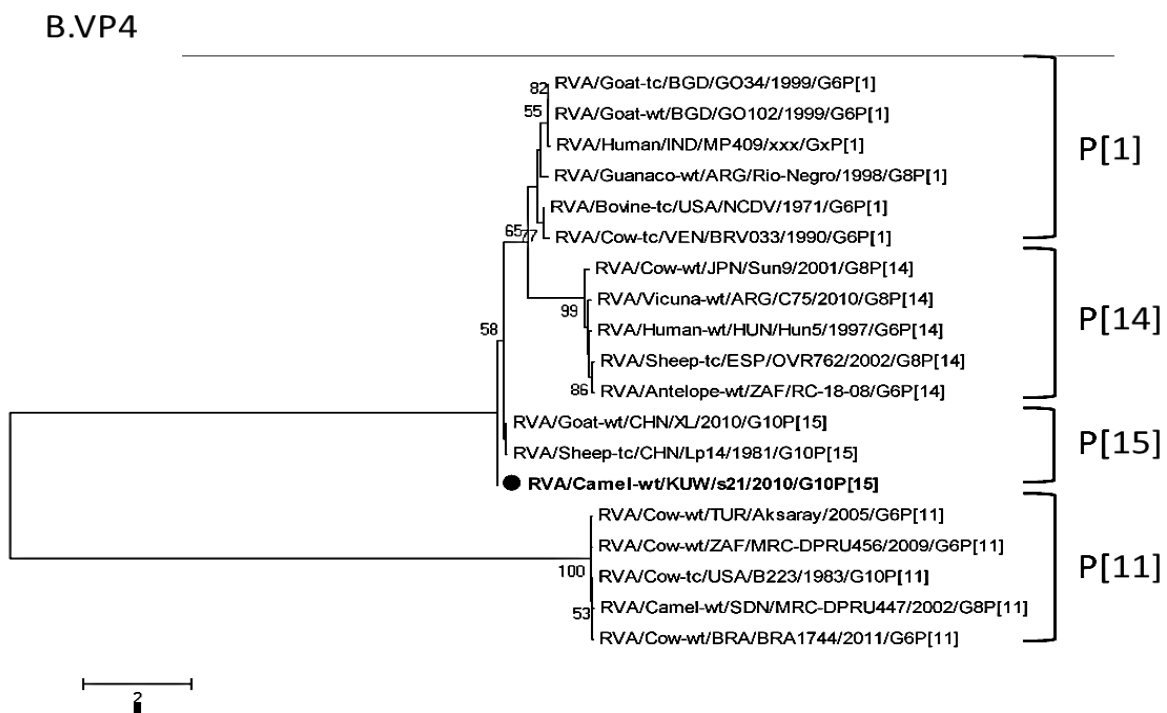 B.VP4
82
RVA/Goat-tc/BGD/GO34/1999/G6P[1]
55
RVA/Goat-wt/BGD/GO102/1999/G6P[1]
RVA/Human/IND/MP409/xxx/GxP[1]
P[1]
RVA/Guanaco-wt/ARG/Rio-Negro/1998/G8P[1]
RVA/Bovine-tc/USA/NCDV/1971/G6P[1]
65
77
RVA/Cow-tc/VEN/BRV033/1990/G6P[1]
RVA/Cow-wt/JPN/Sun9/2001/G8P[14]
RVA/Vicuna-wt/ARG/C75/2010/G8P[14]
99
P[14]
58
RVA/Human-wt/HUN/Hun5/1997/G6P[14]
RVA/Sheep-tc/ESP/OVR762/2002/G8P[14]
86
RVA/Antelope-wt/ZAF/RC-18-08/G6P[14]
RVA/Goat-wt/CHN/XL/2010/G10P[15]
P[15]
RVA/Sheep-tc/CHN/Lp14/1981/G10P[15]
RVA/Camel-wt/KUW/s21/2010/G10P[15]
RVA/Cow-wt/TUR/Aksaray/2005/G6P[11]
RVA/Cow-wt/ZAF/MRC-DPRU456/2009/G6P[11]
100
P[11]
RVA/Cow-tc/USA/B223/1983/G10P[11]
RVA/Camel-wt/SDN/MRC-DPRU447/2002/G8P[11]
53
RVA/Cow-wt/BRA/BRA1744/2011/G6P[11]
2